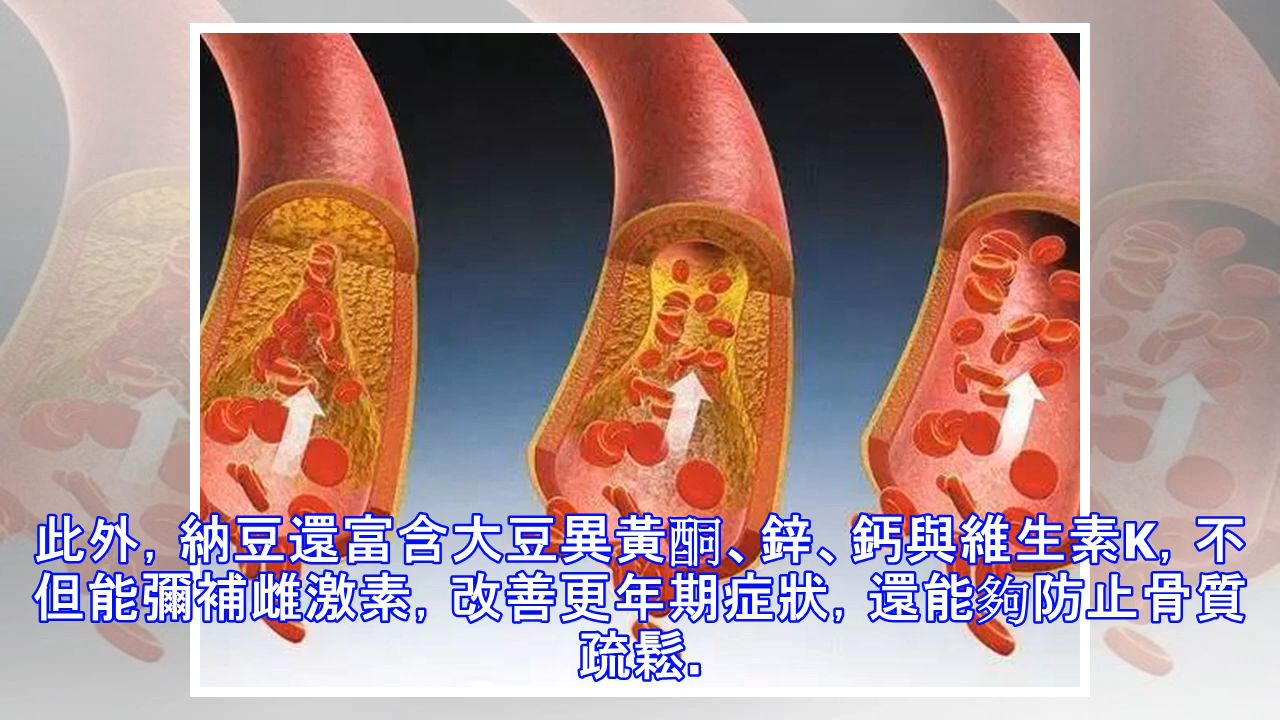 此外, 納豆還富含大豆異黃酮、鋅、鈣與維生素K, 不
但能彌補雌激素, 改善更年期症狀, 還能夠防止骨質
疏鬆.